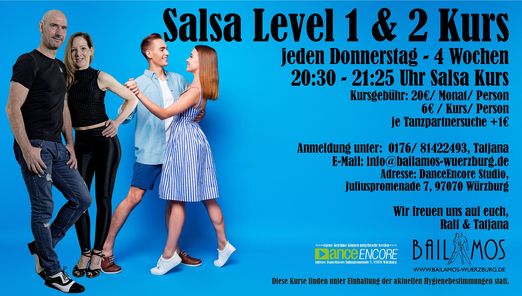 Salsa Level 1 & 2 Kurs
jeden Donnerstag - 4 Wochen
20:30 - 21:25 Uhr Salsa Kurs
Kursgebühr: 20€/ Monat/ Person
6€ / Kurs/ Person
je Tanzpartnersuche +1€
Anmeldung unter: 0176/ 81422493, Tatjana
E-Mail: info@bailamos-wuerzburg.de
Adresse: DanceEncore Studio,
Juliuspromenade 7, 97070 Würzburg
Wir freuen uns auf euch,
Ralf & Tatjana
DanceENCORE
BAILAMOS
WWW.BAILAMOS-WUERZBURG.DE
Diese Kurse finden unter Einhaltung der aktuellen Hygienebestimmungen statt.